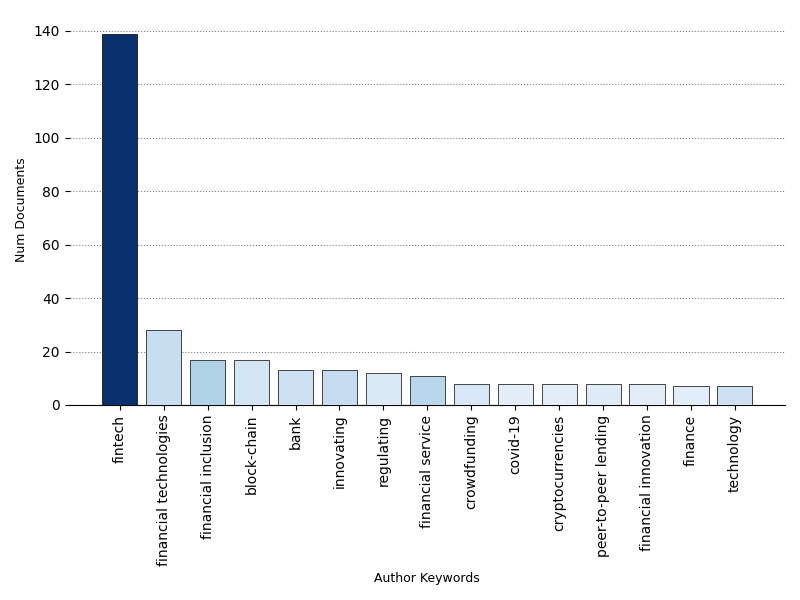 140
120
100
80
60
40
20
0
Num Documents
fintech
financial technologies
financial inclusion
block-chain
bank
innovating
regulating
financial service
crowdfunding
covid-19
cryptocurrencies
peer-to-peer lending
financial innovation
finance
technology
Author Keywords